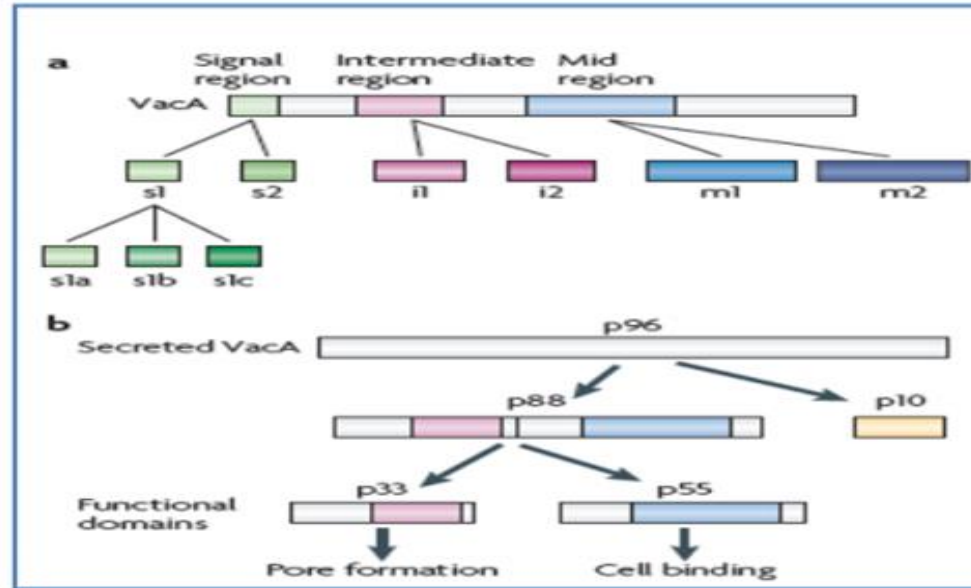 a
Signal region
Intermediate region
Mid region
VacA
s1
s2
i1
i2
m1
m2
s1a
s1b
s1c
b
p96
Secreted VacA
p88
p10
p33
p55
Functional domains
Pore formation
Cell binding